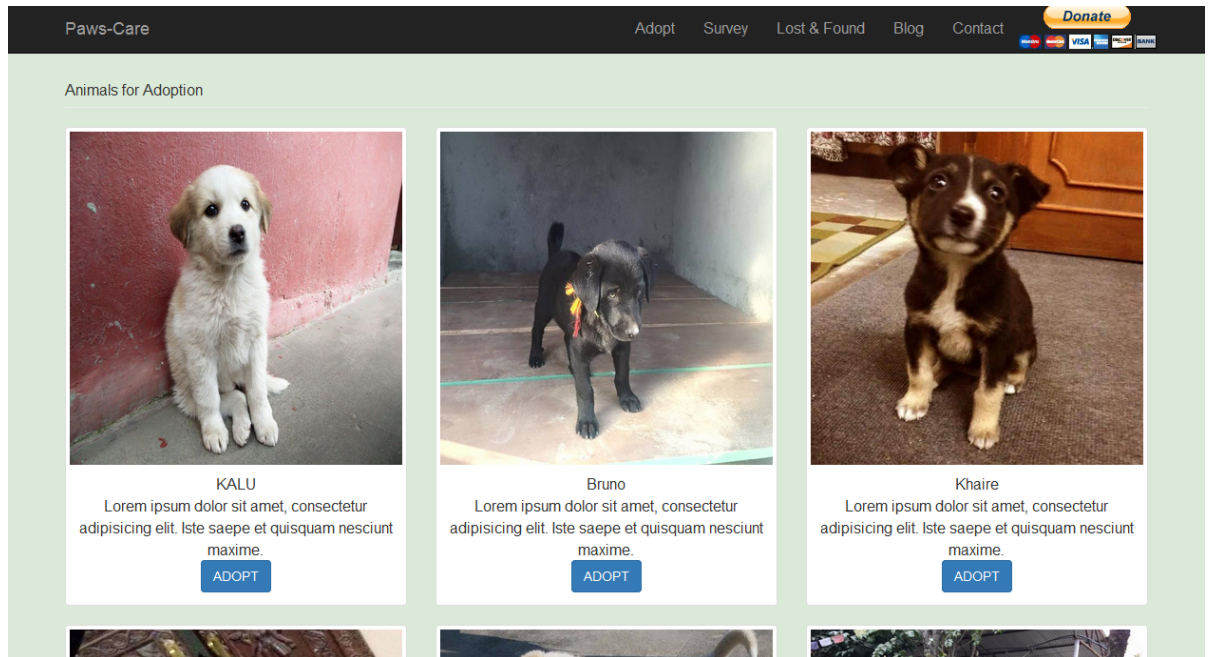 Paws-Care Adopt Survey Lost & Found Blog Contact Donate
VISA BANK
Animals for Adoption
KALU
Lorem ipsum dolor sit amet, consectetur
adipisicing elit. Iste saepe et quisquam nesciunt
maxime.
ADOPT
Bruno
Lorem ipsum dolor sit amet, consectetur
adipisicing elit. Iste saepe et quisquam nesciunt
maxime.
ADOPT
Khaire
Lorem ipsum dolor sit amet, consectetur
adipisicing elit. Iste saepe et quisquam nesciunt
maxime.
ADOPT